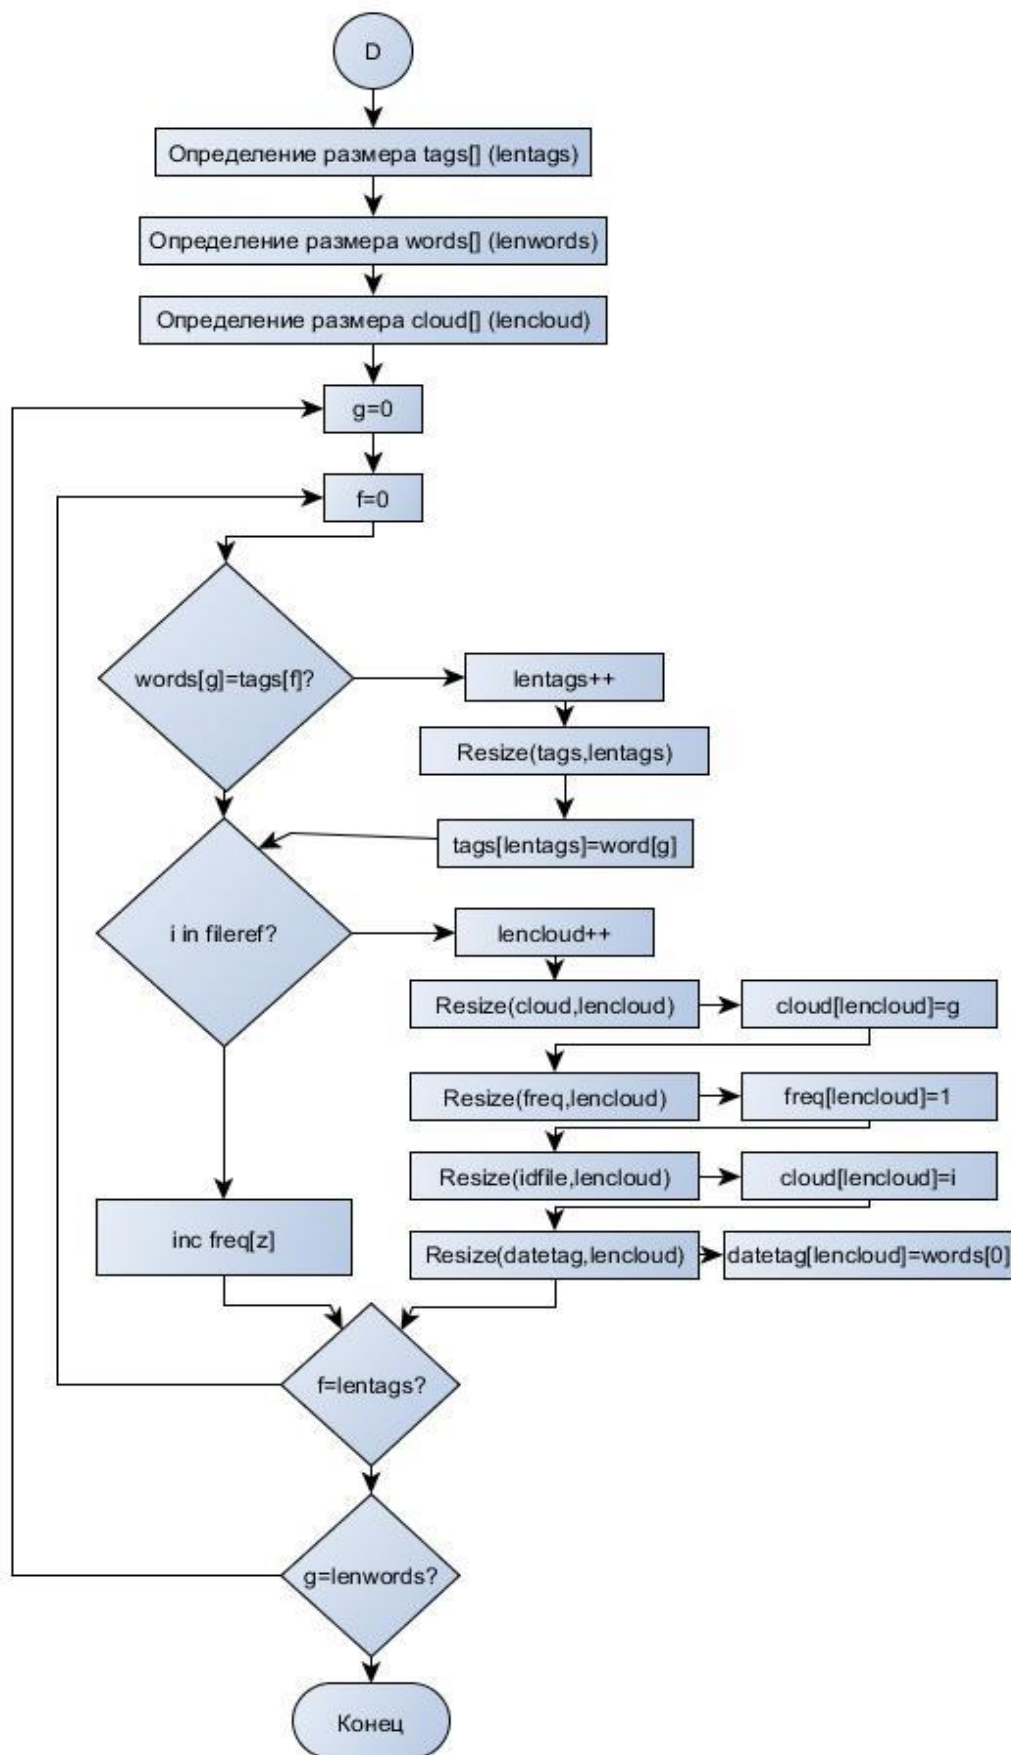 D
Определение размера tags[] (lentags)
Определение размера words[] (lenwords)
Определение размера cloud[] (lencloud)
g=0
f=0
words[g]=tags[f]?
lentags++
Resize(tags,lentags)
tags[lentags]=word[g]
i in fileref?
lencloud++
Resize(cloud,lencloud)
cloud[lencloud]=g
Resize(freq,lencloud)
freq[lencloud]=1
Resize(idfile,lencloud)
cloud[lencloud]=i
inc freq[z]
Resize(datetag,lencloud)
datetag[lencloud]=words[0]
f=lentags?
g=lenwords?
Конец